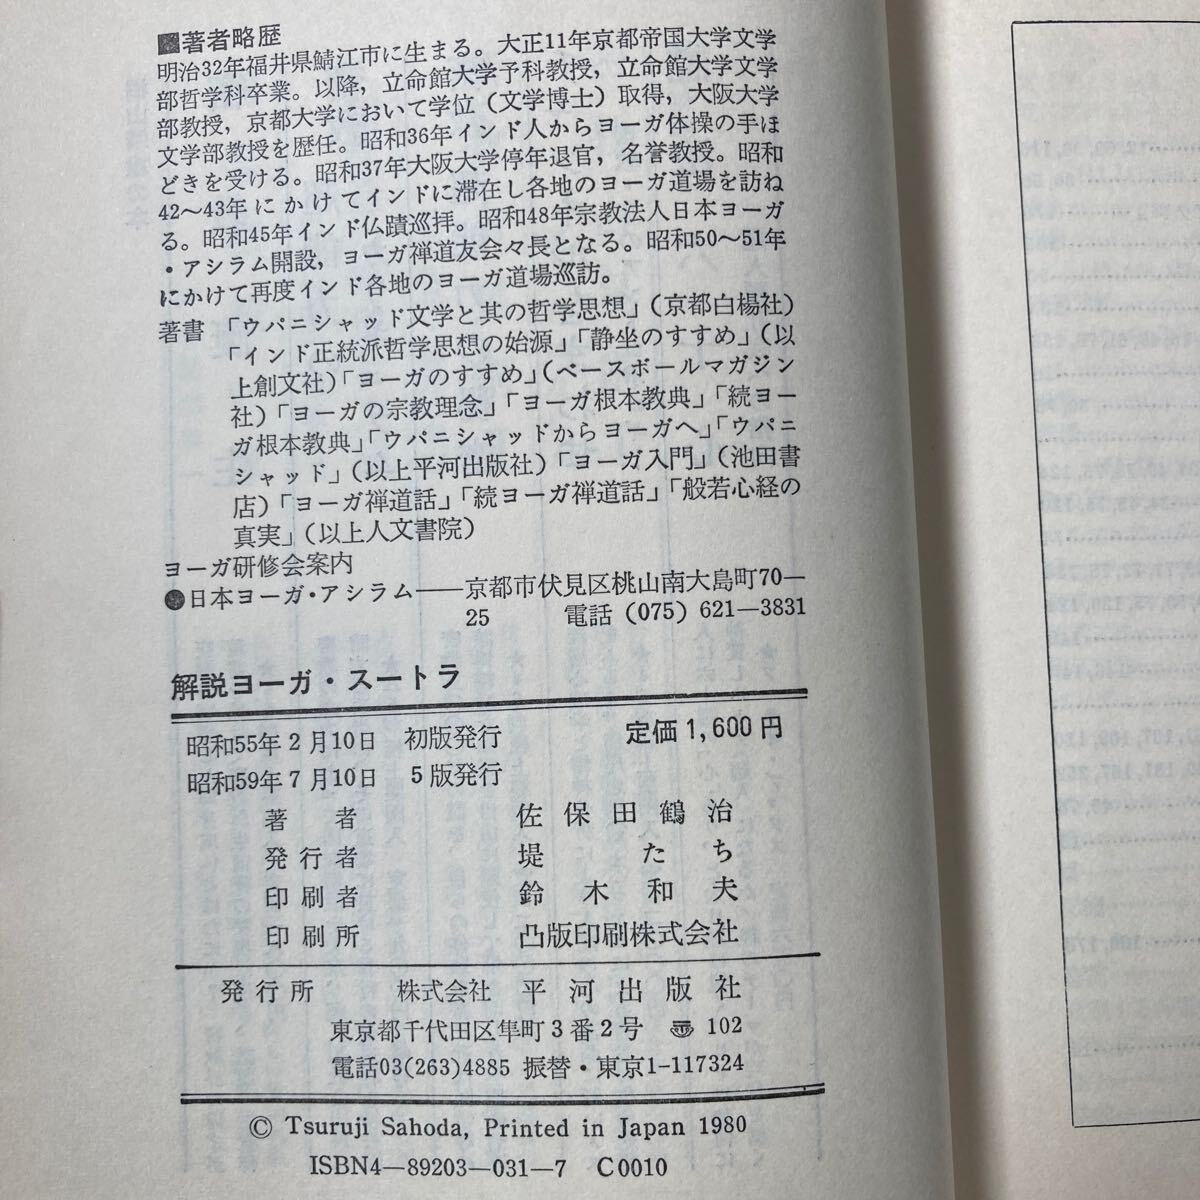 ■著者略歴
明治32年福井県鯖江市に生まる。大正11年京都帝国大学文学
部哲学科卒業。以降，立命館大学予科教授，立命館大学文学
部教授，京都大学において学位（文学博士）取得，大阪大学
文学部教授を歴任。昭和36年インド人からヨーガ体操の手ほ
どきを受ける。昭和37年大阪大学停年退官，名誉教授。昭和
42〜43年にかけてインドに滞在し各地のヨーガ道場を訪ね
る。昭和45年インド仏蹟巡拝。昭和48年宗教法人日本ヨーガ
・アシラム開設，ヨーガ禅道友会々長となる。昭和50〜51年
にかけて再度インド各地のヨーガ道場巡訪。
著書 「ウパニシャッド文学と其の哲学思想」（京都白楊社）
「インド正統派哲学思想の始源」「静坐のすすめ」（以
上創文社）「ヨーガのすすめ」（ベースボールマガジン
社）「ヨーガの宗教理念」「ヨーガ根本教典」「続ヨー
ガ根本教典」「ウパニシャッドからヨーガへ」「ウパニ
シャッド」（以上平河出版社）「ヨーガ入門」（池田書
店）「ヨーガ禅道話」「続ヨーガ禅道話」「般若心経の
真実」（以上人文書院）
ヨーガ研修会案内
●日本ヨーガ・アシラム――京都市伏見区桃山南大島町70―
25 電話（075）621―3831
解説ヨーガ・スートラ
昭和55年2月10日 初版発行 定価1,600円
昭和59年7月10日 5版発行
著者 佐保田鶴治
発行者 堤たち
印刷者 鈴木和夫
印刷所 凸版印刷株式会社
発行所 株式会社 平河出版社
東京都千代田区隼町3番2号 〠 102
電話03(263)4885 振替・東京1-117324
© Tsuruji Sahoda, Printed in Japan 1980
ISBN4―89203―031―7 C0010